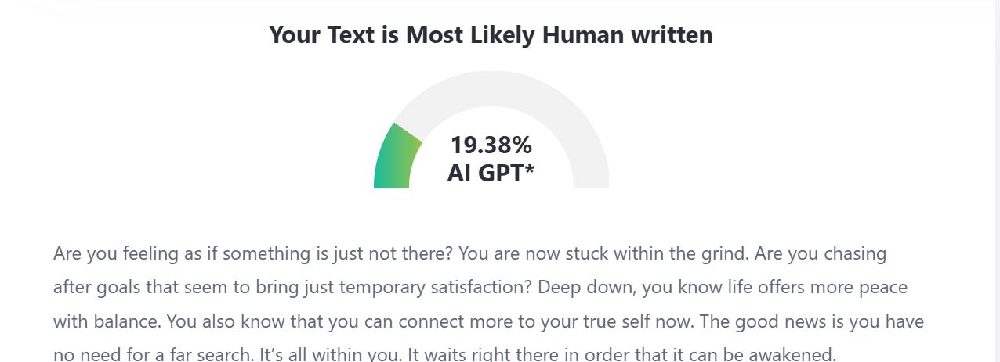 Your Text is Most Likely Human written
19.38%
AI GPT*
Are you feeling as if something is just not there? You are now stuck within the grind. Are you chasing
after goals that seem to bring just temporary satisfaction? Deep down, you know life offers more peace
with balance. You also know that you can connect more to your true self now. The good news is you have
no need for a far search. It’s all within you. It waits right there in order that it can be awakened.